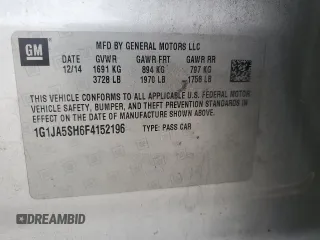 GM
MFD BY GENERAL MOTORS LLC
DATE GVWR GAWR FRT GAWR RR
12/14 1691 KG 894 KG 797 KG
3728 LB 1970 LB 1758 LB
THIS VEHICLE CONFORMS TO ALL APPLICABLE U.S. FEDERAL MOTOR
VEHICLE SAFETY, BUMPER, AND THEFT PREVENTION STANDARDS IN
EFFECT ON THE DATE OF MANUFACTURE SHOWN ABOVE.
1G1JA5SH6F4152196 TYPE: PASS CAR
AutoBidMaster